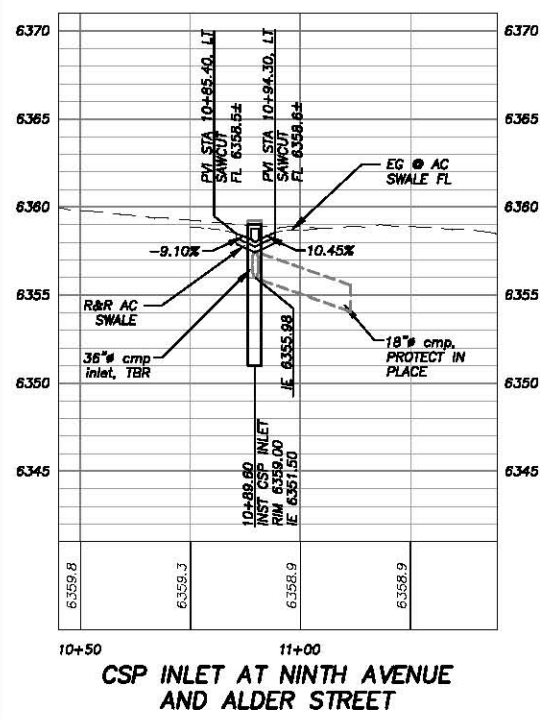 6370
6365
6360
6355
6350
6345
6370
6365
6360
6355
6350
6345
PVI STA 10+85.40, LT
SAWCUT
FL 6358.5±
PVI STA 10+94.30, LT
SAWCUT
FL 6358.6±
EG @ AC
SWALE FL
-9.10%
10.45%
R&R AC
SWALE
36"ø cmp
inlet, TBR
IE 6355.98
18"ø cmp,
PROTECT IN
PLACE
10+89.60
INST CSP INLET
RIM 6359.00
IE 6351.50
6359.8
6359.3
6358.9
6358.9
10+50
11+00
CSP INLET AT NINTH AVENUE
AND ALDER STREET